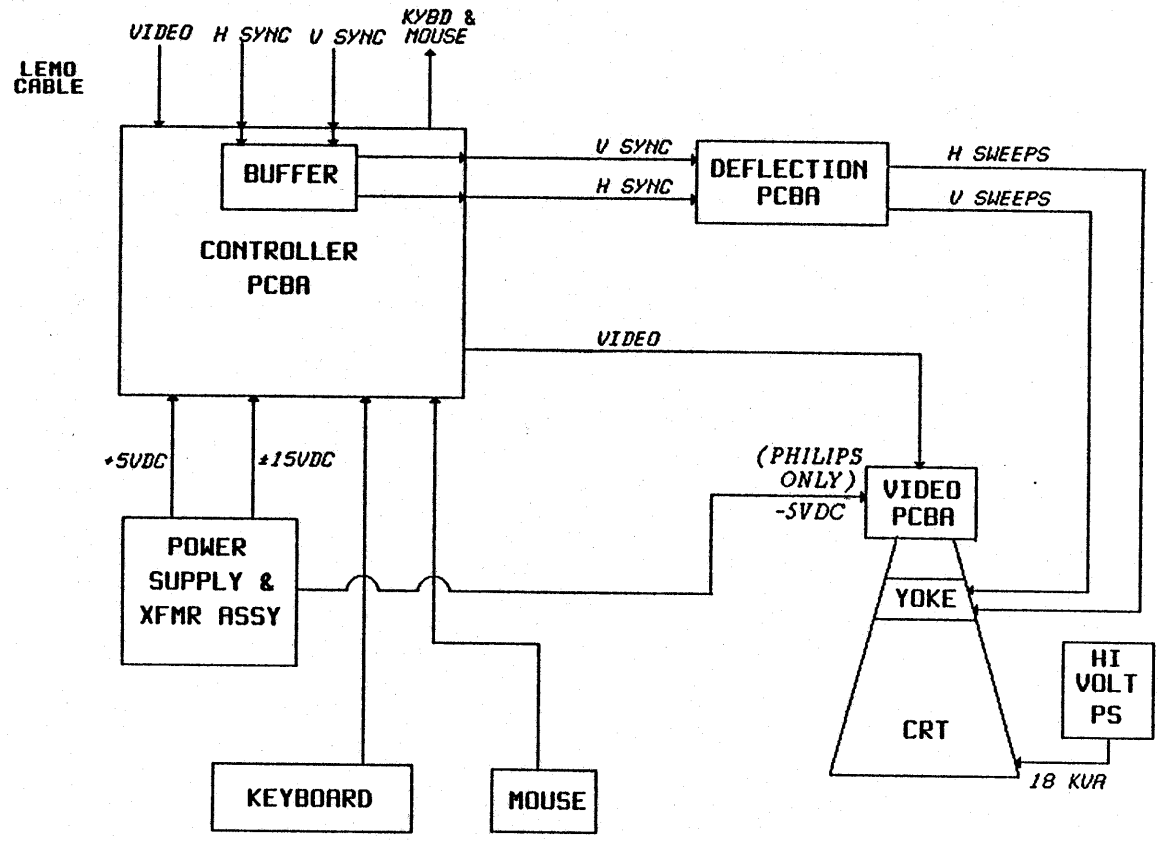 KYBD &
VIDEO H SYNC V SYNC MOUSE
LEMO
CABLE
BUFFER
V SYNC
H SYNC
DEFLECTION
PCBA
H SWEEPS
V SWEEPS
CONTROLLER
PCBA
VIDEO
+5VDC
±15VDC
(PHILIPS
ONLY)
-5VDC
VIDEO
PCBA
POWER
SUPPLY &
XFMR ASSY
YOKE
HI
VOLT
PS
CRT
18 KVA
KEYBOARD
MOUSE